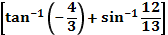 [tan⁻¹(−4/3) + sin⁻¹ 12/13]